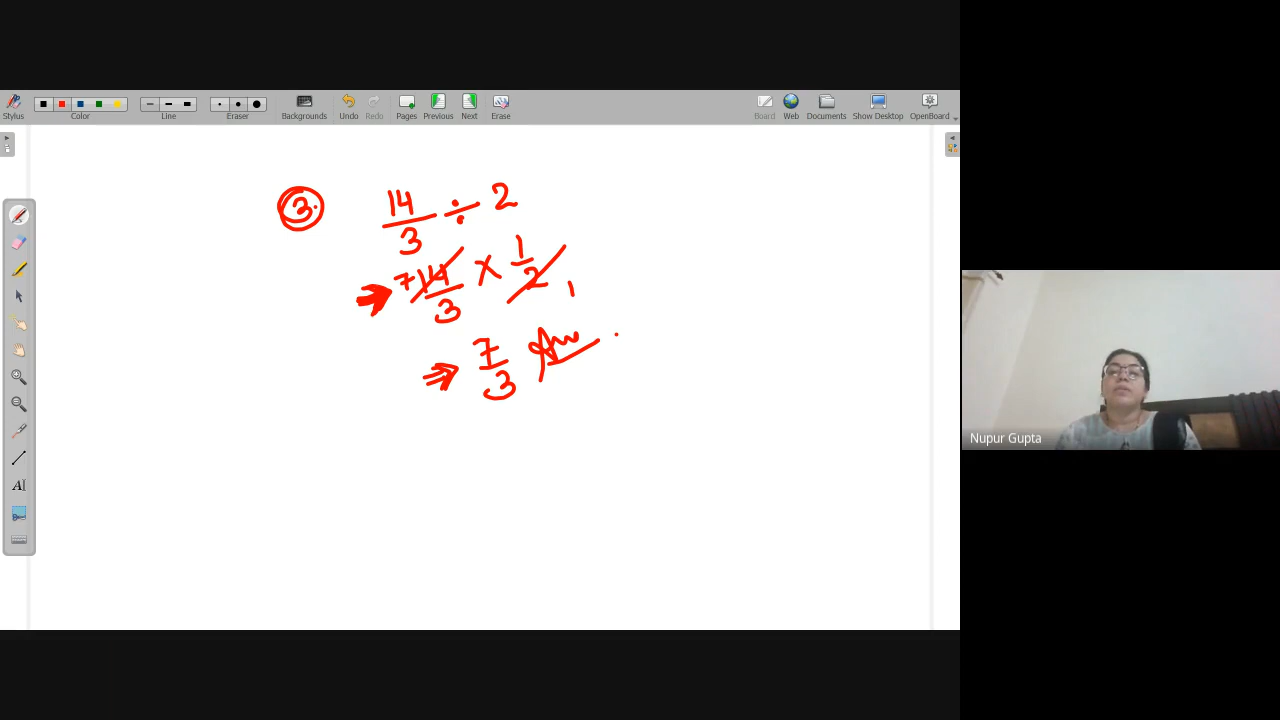 Stylus Color Line Eraser Backgrounds Undo Redo Pages Previous Next Erase Board Web Documents Show Desktop OpenBoard
3. 14/3 ÷ 2
⇒ 7 14/3 × 1/2 1
⇒ 7/3 Ans.
A
Nupur Gupta